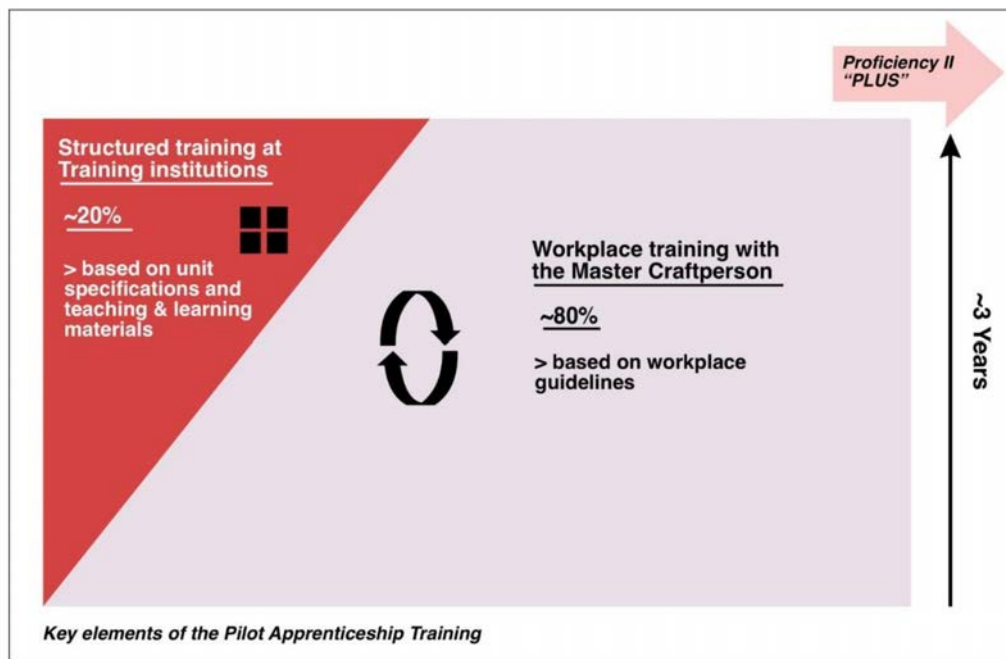 Proficiency II
“PLUS”
Structured training at
Training institutions
~20%
> based on unit
specifications and
teaching & learning
materials
Workplace training with
the Master Craftperson
~80%
> based on workplace
guidelines
~3 Years
Key elements of the Pilot Apprenticeship Training